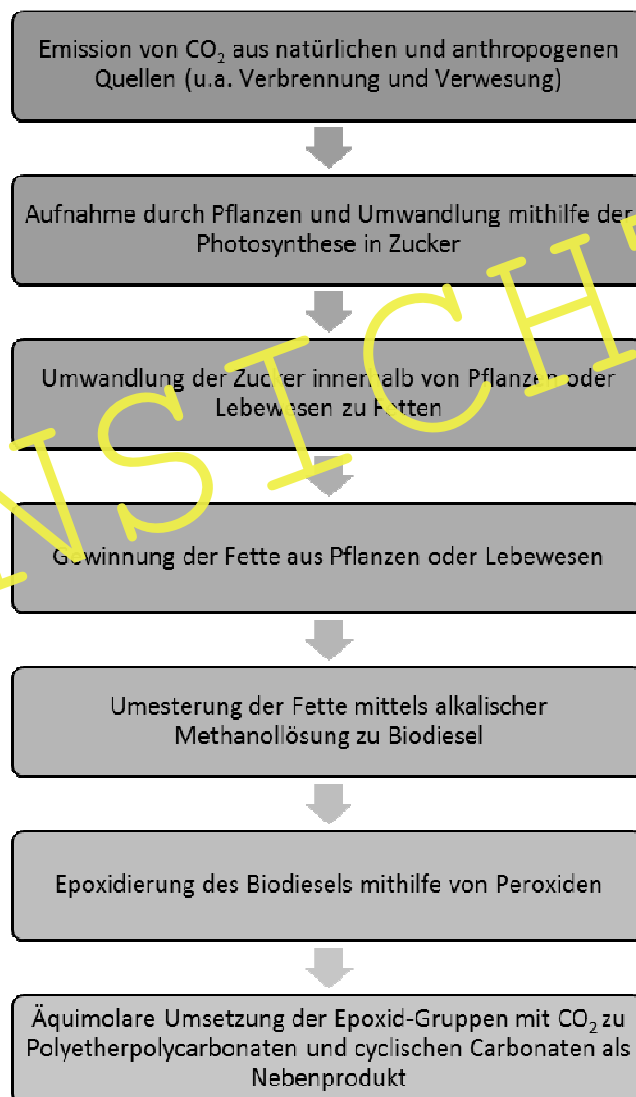 Emission von CO₂ aus natürlichen und anthropogenen
Quellen (u.a. Verbrennung und Verwesung)
Aufnahme durch Pflanzen und Umwandlung mithilfe der
Photosynthese in Zucker
Umwandlung der Zucker innerhalb von Pflanzen oder
Lebewesen zu Fetten
Gewinnung der Fette aus Pflanzen oder Lebewesen
Umesterung der Fette mittels alkalischer
Methanollösung zu Biodiesel
Epoxidierung des Biodiesels mithilfe von Peroxiden
Äquimolare Umsetzung der Epoxid-Gruppen mit CO₂ zu
Polyetherpolycarbonaten und cyclischen Carbonaten als
Nebenprodukt
NSICH